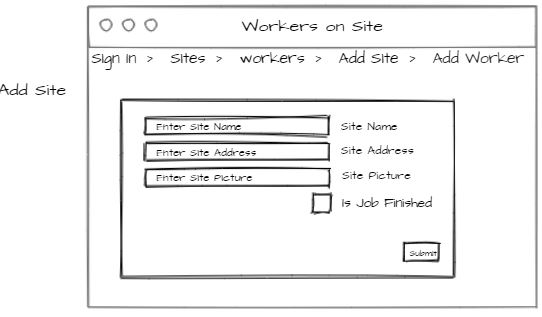 Workers on Site
Sign in > Sites > workers > Add Site > Add Worker
Add Site
Enter Site Name Site Name
Enter Site Address Site Address
Enter Site Picture Site Picture
Is Job Finished
Submit